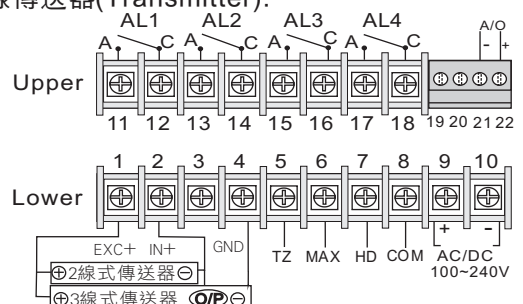 線傳送器(Transmitter).
AL1 AL2 AL3 AL4 A/O
A C A C A C A C - +
Upper
11 12 13 14 15 16 17 18 19 20 21 22
1 2 3 4 5 6 7 8 9 10
Lower
+ -
EXC+ IN+ GND TZ MAX HD COM AC/DC
100~240V
⊕2線式傳送器⊖
⊕3線式傳送器 O/P⊖